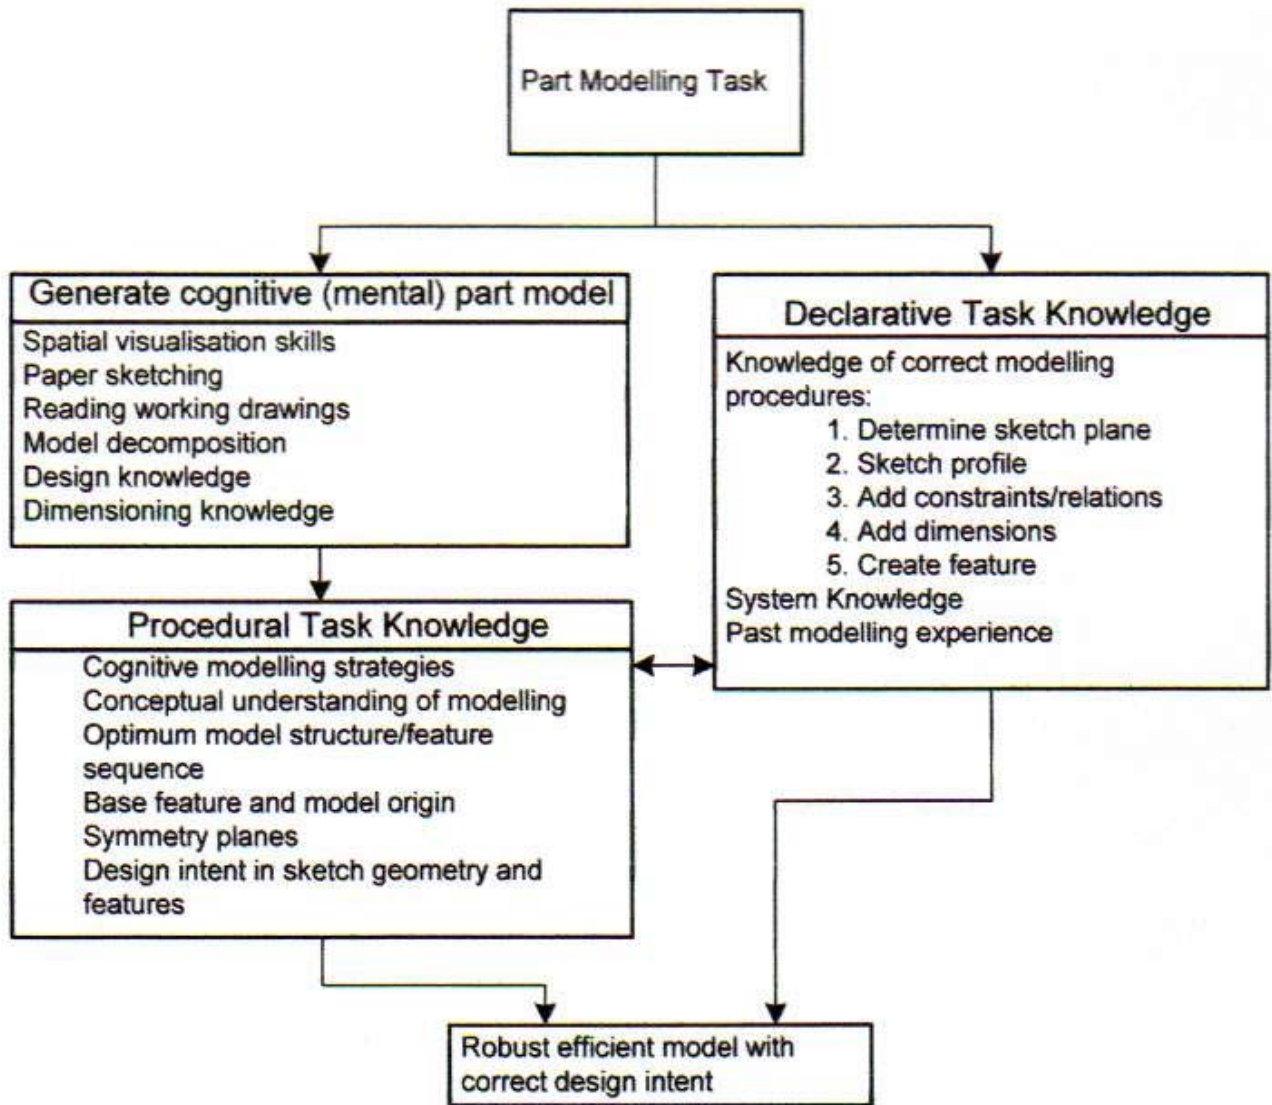 Part Modelling Task
Generate cognitive (mental) part model
Spatial visualisation skills
Paper sketching
Reading working drawings
Model decomposition
Design knowledge
Dimensioning knowledge
Declarative Task Knowledge
Knowledge of correct modelling
procedures:
1. Determine sketch plane
2. Sketch profile
3. Add constraints/relations
4. Add dimensions
5. Create feature
System Knowledge
Past modelling experience
Procedural Task Knowledge
Cognitive modelling strategies
Conceptual understanding of modelling
Optimum model structure/feature
sequence
Base feature and model origin
Symmetry planes
Design intent in sketch geometry and
features
Robust efficient model with
correct design intent